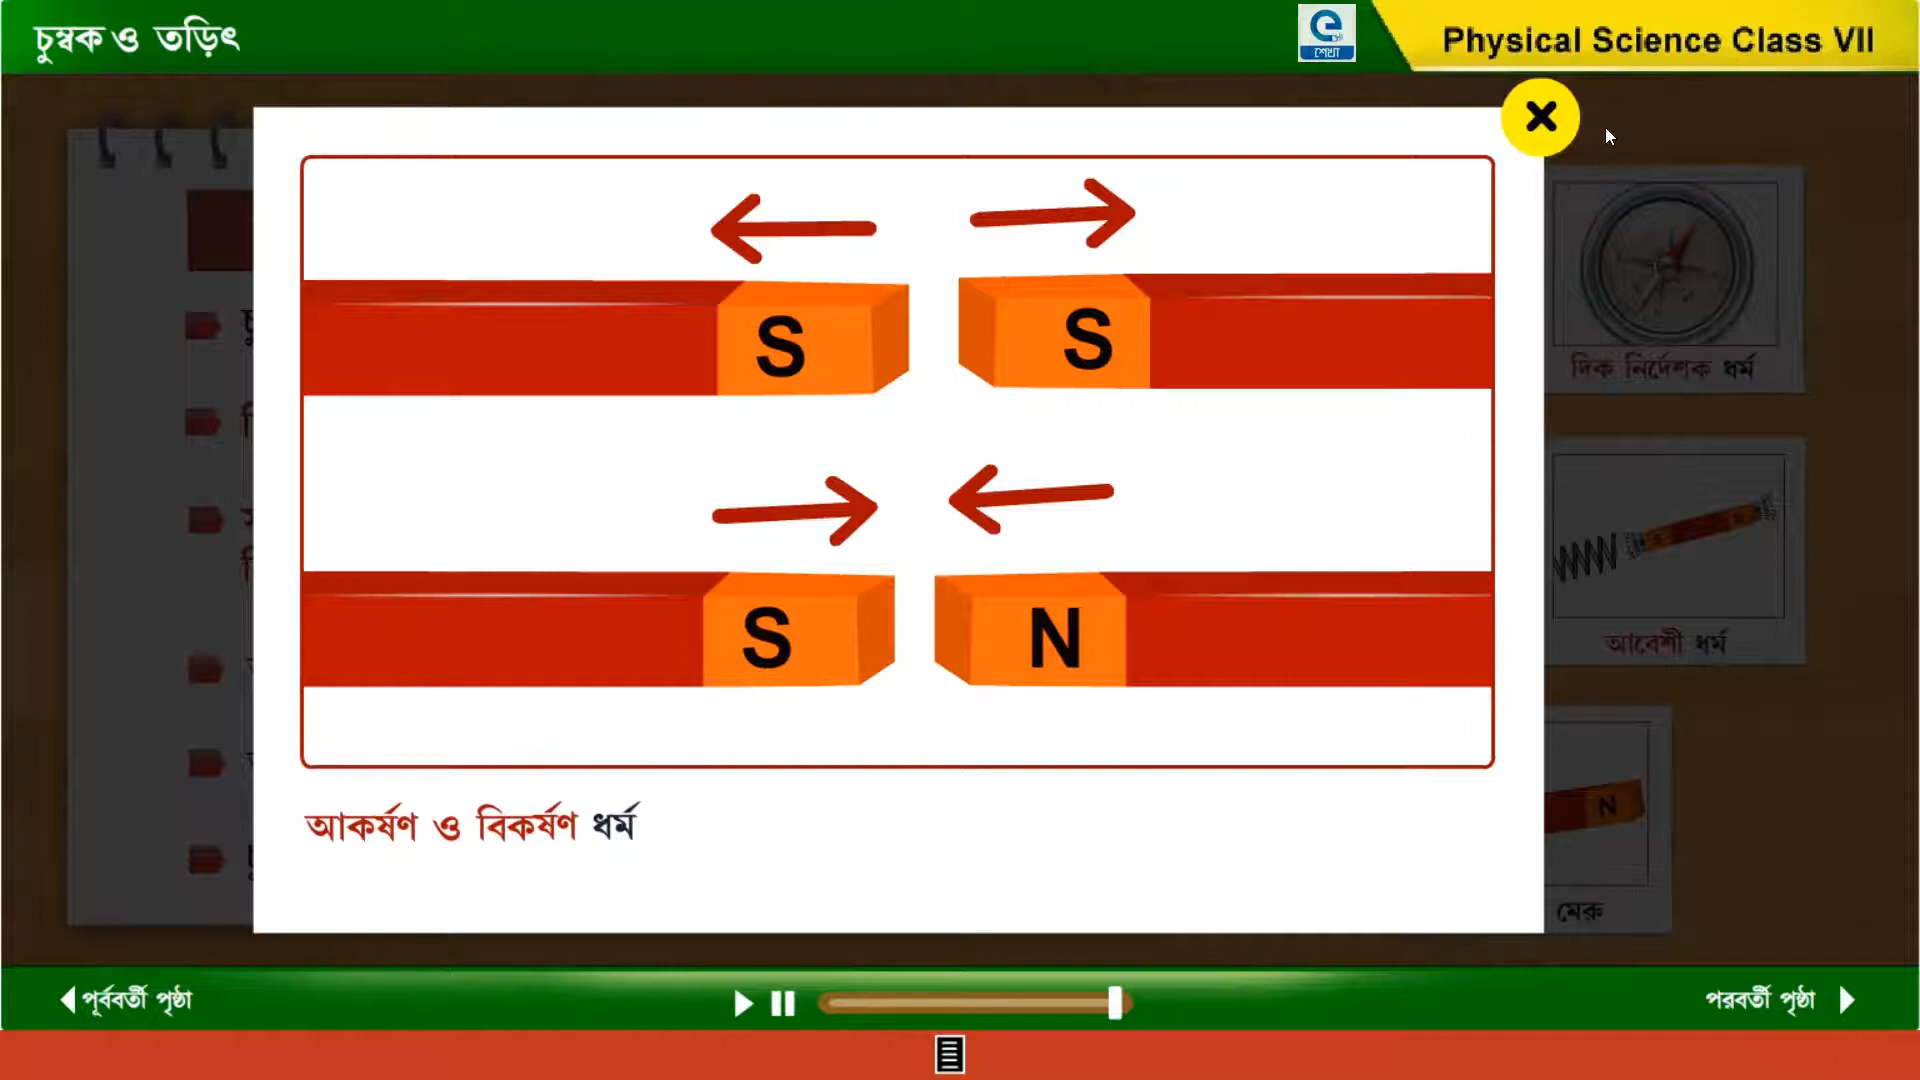 চুম্বক ও তড়িৎ
শেখা
Physical Science Class VII
S
S
S
N
আকর্ষণ ও বিকর্ষণ ধর্ম
দিক নির্দেশক ধর্ম
আবেশী ধর্ম
N
মেরু
পূর্ববর্তী পৃষ্ঠা
পরবর্তী পৃষ্ঠা